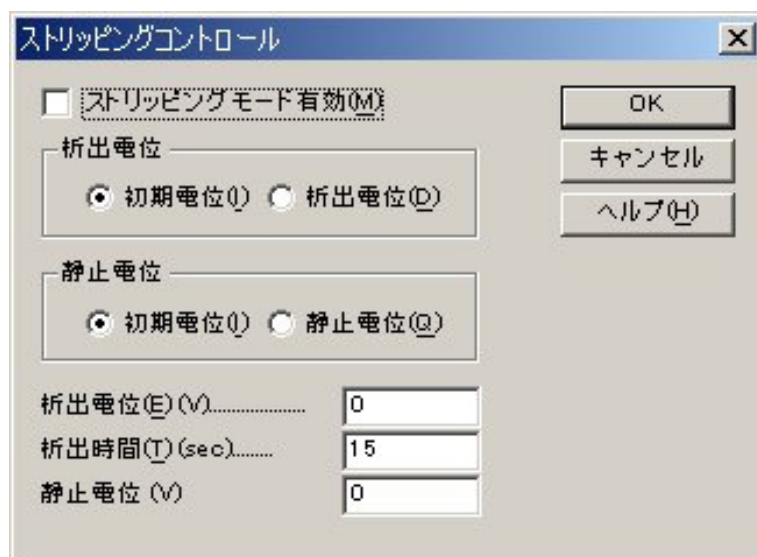 ストリッピングコントロール
ストリッピングモード有効(M)
OK
析出電位
キャンセル
初期電位(I) 析出電位(D)
ヘルプ(H)
静止電位
初期電位(I) 静止電位(Q)
析出電位(E)(V)................... 0
析出時間(T)(sec)........ 15
静止電位 (V) 0